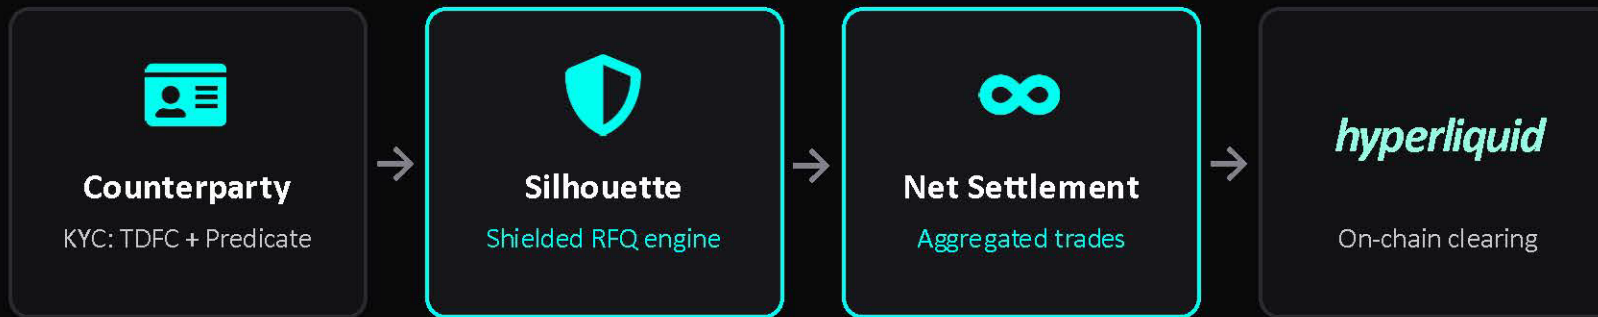 Counterparty
KYC: TDFC + Predicate
Silhouette
Shielded RFQ engine
Net Settlement
Aggregated trades
hyperliquid
On-chain clearing